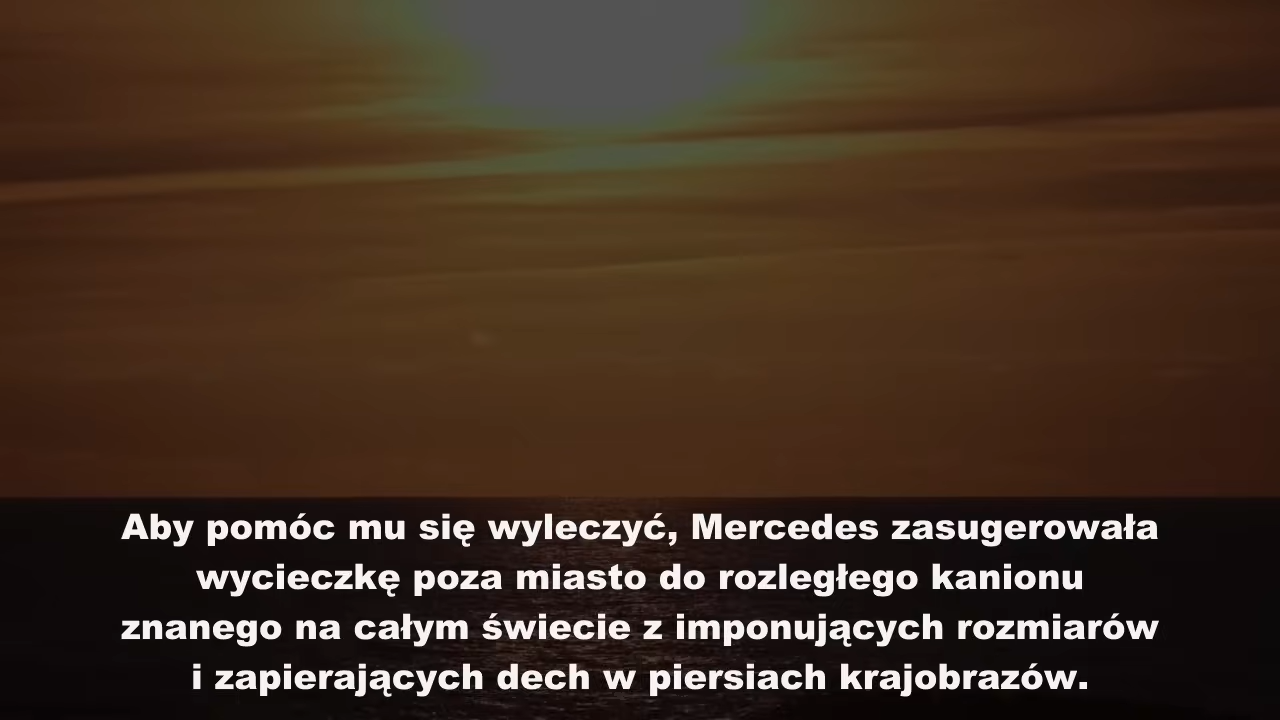 Aby pomóc mu się wyleczyć, Mercedes zasugerowała
wycieczkę poza miasto do rozległego kanionu
znanego na całym świecie z imponujących rozmiarów
i zapierających dech w piersiach krajobrazów.